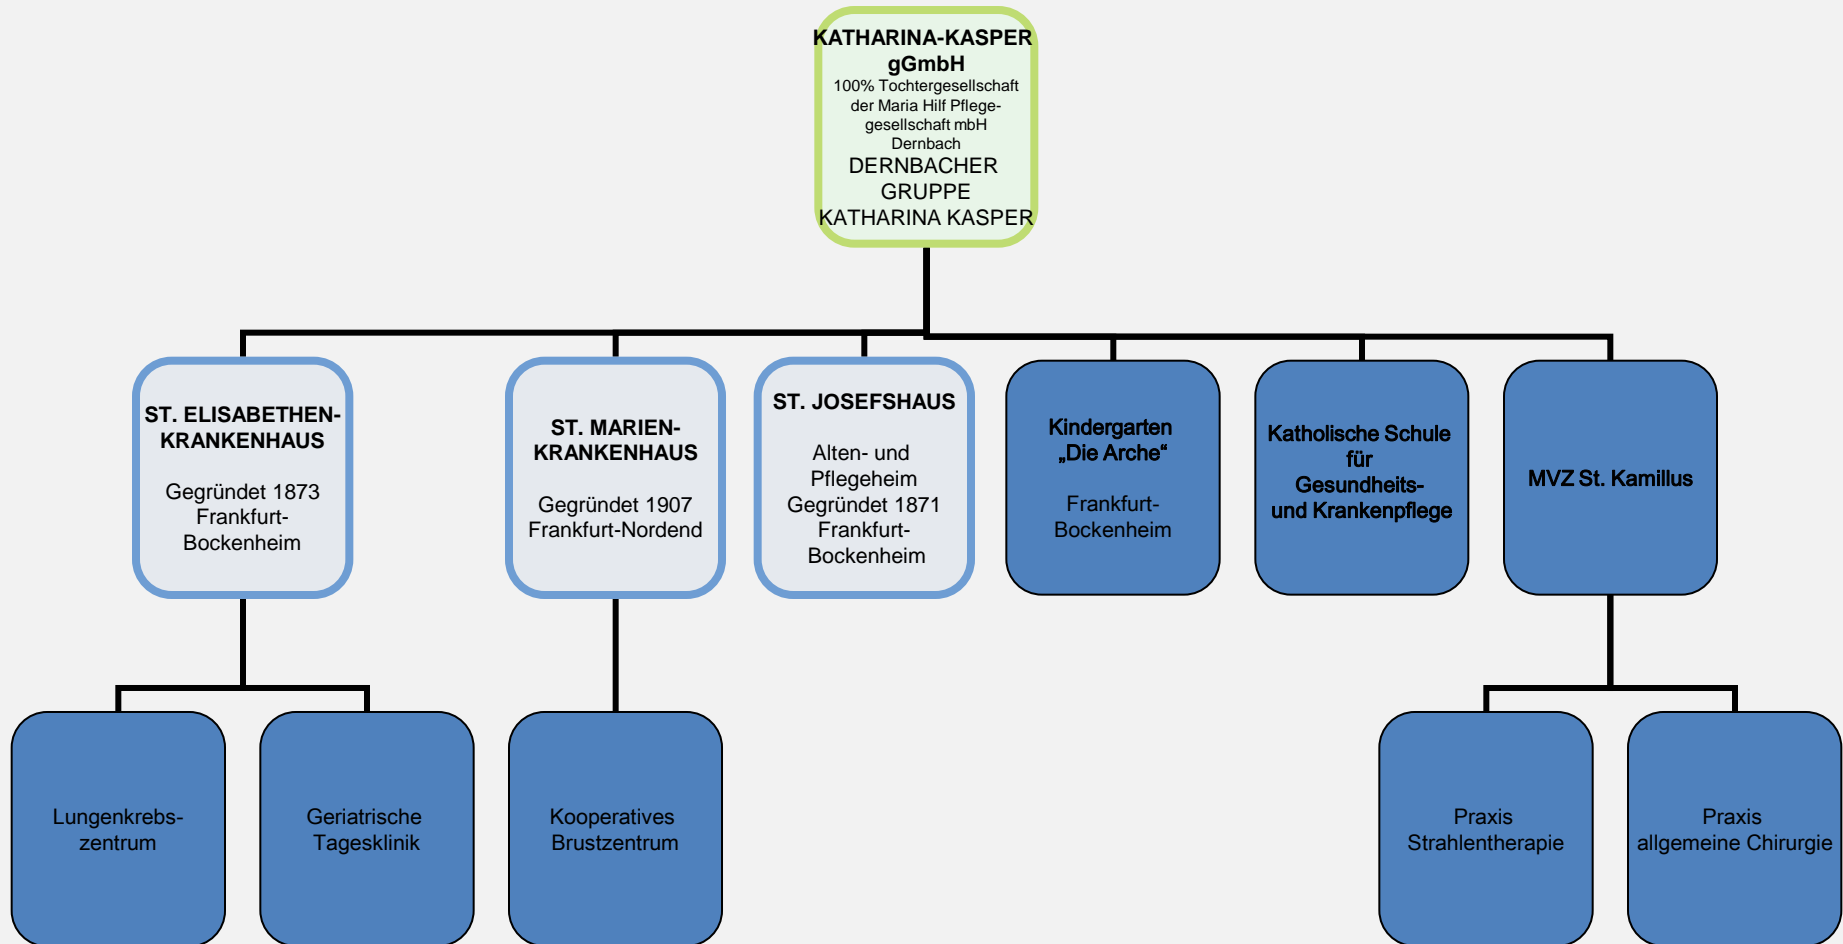 KATHARINA-KASPER
gGmbH
100% Tochtergesellschaft
der Maria Hilf Pflege-
gesellschaft mbH
Dernbach
DERNBACHER
GRUPPE
KATHARINA KASPER
ST. ELISABETHEN-
KRANKENHAUS
Gegründet 1873
Frankfurt-
Bockenheim
ST. MARIEN-
KRANKENHAUS
Gegründet 1907
Frankfurt-Nordend
ST. JOSEFSHAUS
Alten- und
Pflegeheim
Gegründet 1871
Frankfurt-
Bockenheim
Kindergarten
„Die Arche“
Frankfurt-
Bockenheim
Katholische Schule
für
Gesundheits-
und Krankenpflege
MVZ St. Kamillus
Lungenkrebs-
zentrum
Geriatrische
Tagesklinik
Kooperatives
Brustzentrum
Praxis
Strahlentherapie
Praxis
allgemeine Chirurgie